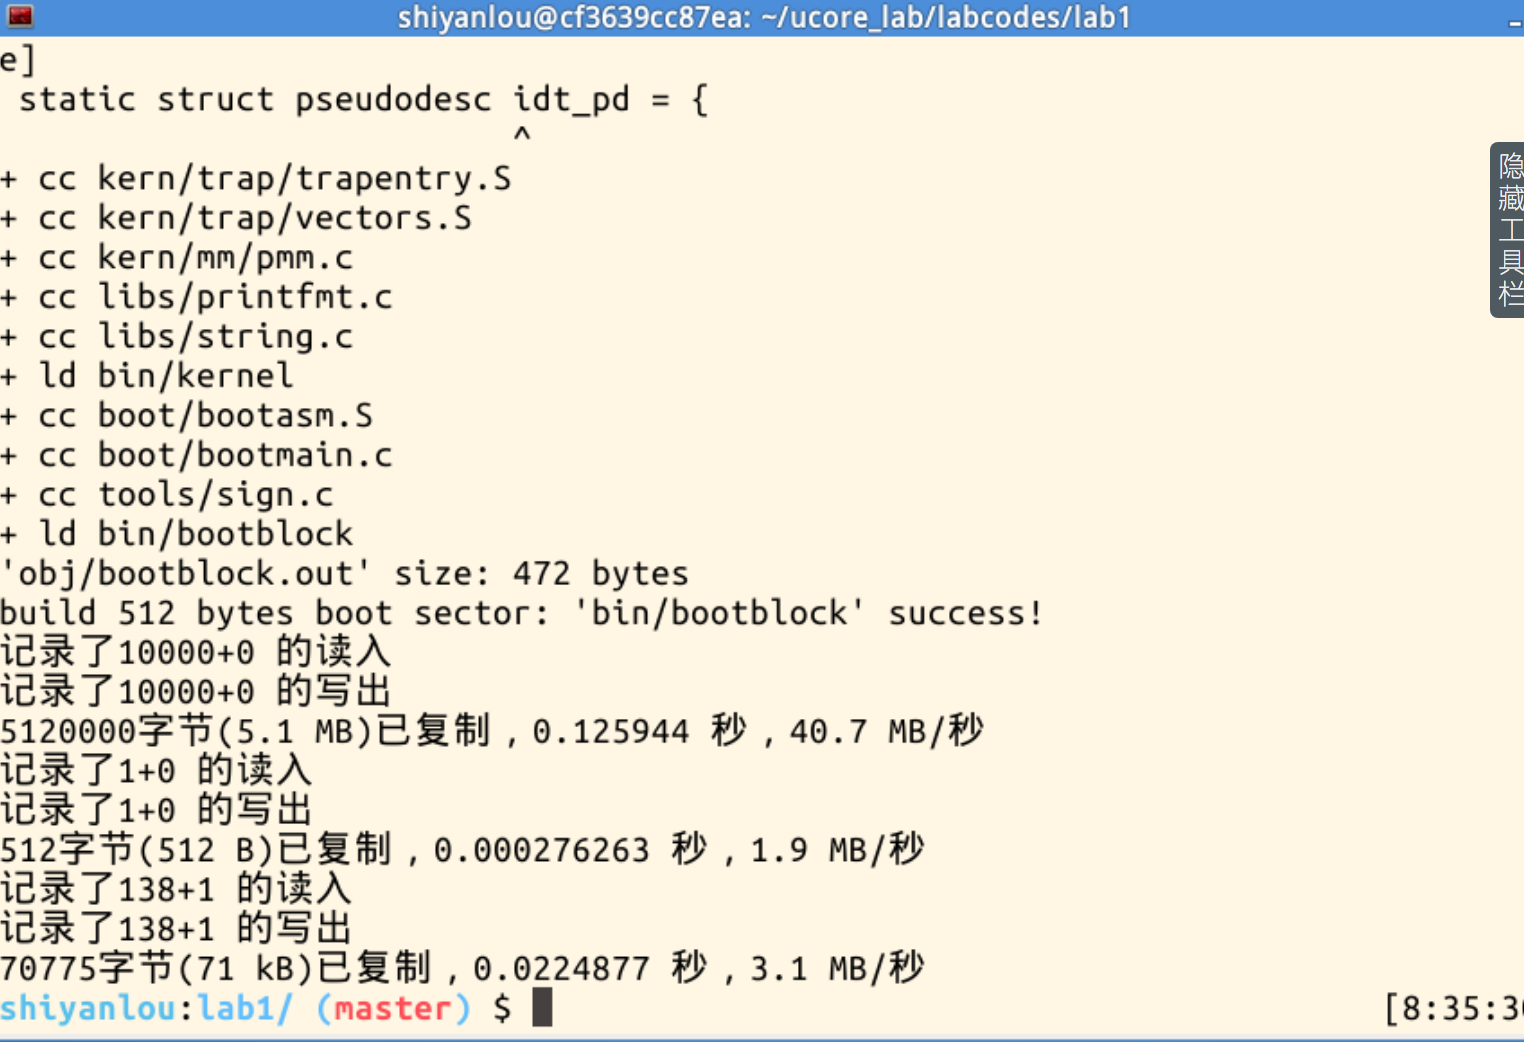 shiyanlou@cf3639cc87ea: ~/ucore_lab/labcodes/lab1
e]
 static struct pseudodesc idt_pd = {
                          ^
+ cc kern/trap/trapentry.S
+ cc kern/trap/vectors.S
+ cc kern/mm/pmm.c
+ cc libs/printfmt.c
+ cc libs/string.c
+ ld bin/kernel
+ cc boot/bootasm.S
+ cc boot/bootmain.c
+ cc tools/sign.c
+ ld bin/bootblock
'obj/bootblock.out' size: 472 bytes
build 512 bytes boot sector: 'bin/bootblock' success!
记录了10000+0 的读入
记录了10000+0 的写出
5120000字节(5.1 MB)已复制，0.125944 秒，40.7 MB/秒
记录了1+0 的读入
记录了1+0 的写出
512字节(512 B)已复制，0.000276263 秒，1.9 MB/秒
记录了138+1 的读入
记录了138+1 的写出
70775字节(71 kB)已复制，0.0224877 秒，3.1 MB/秒
shiyanlou:lab1/ (master) $ [8:35:3
隐藏工具栏